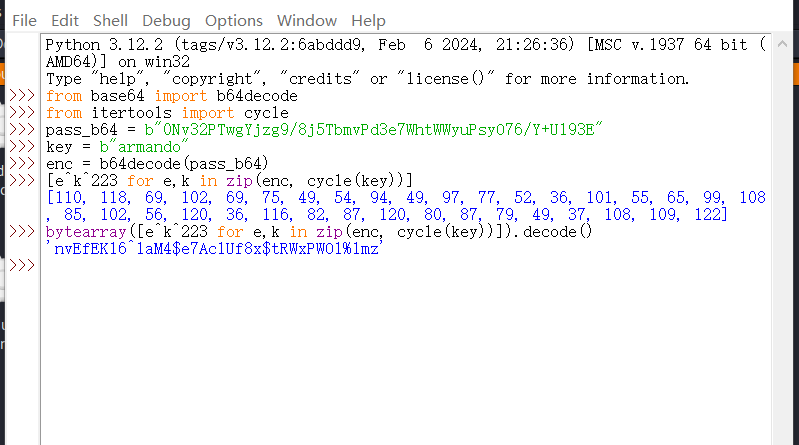 File Edit Shell Debug Options Window Help
Python 3.12.2 (tags/v3.12.2:6abddd9, Feb  6 2024, 21:26:36) [MSC v.1937 64 bit (
AMD64)] on win32
Type "help", "copyright", "credits" or "license()" for more information.
>>> from base64 import b64decode
>>> from itertools import cycle
>>> pass_b64 = b"0Nv32PTwgYjzg9/8j5TbmvPd3e7WhtWWyuPsyO76/Y+U193E"
>>> key = b"armando"
>>> enc = b64decode(pass_b64)
>>> [e^k^223 for e,k in zip(enc, cycle(key))]
[110, 118, 69, 102, 69, 75, 49, 54, 94, 49, 97, 77, 52, 36, 101, 55, 65, 99, 108
, 85, 102, 56, 120, 36, 116, 82, 87, 120, 80, 87, 79, 49, 37, 108, 109, 122]
>>> bytearray([e^k^223 for e,k in zip(enc, cycle(key))]).decode()
'nvEfEK16^1aM4$e7AclUf8x$tRWxPWO1%lmz'
>>>